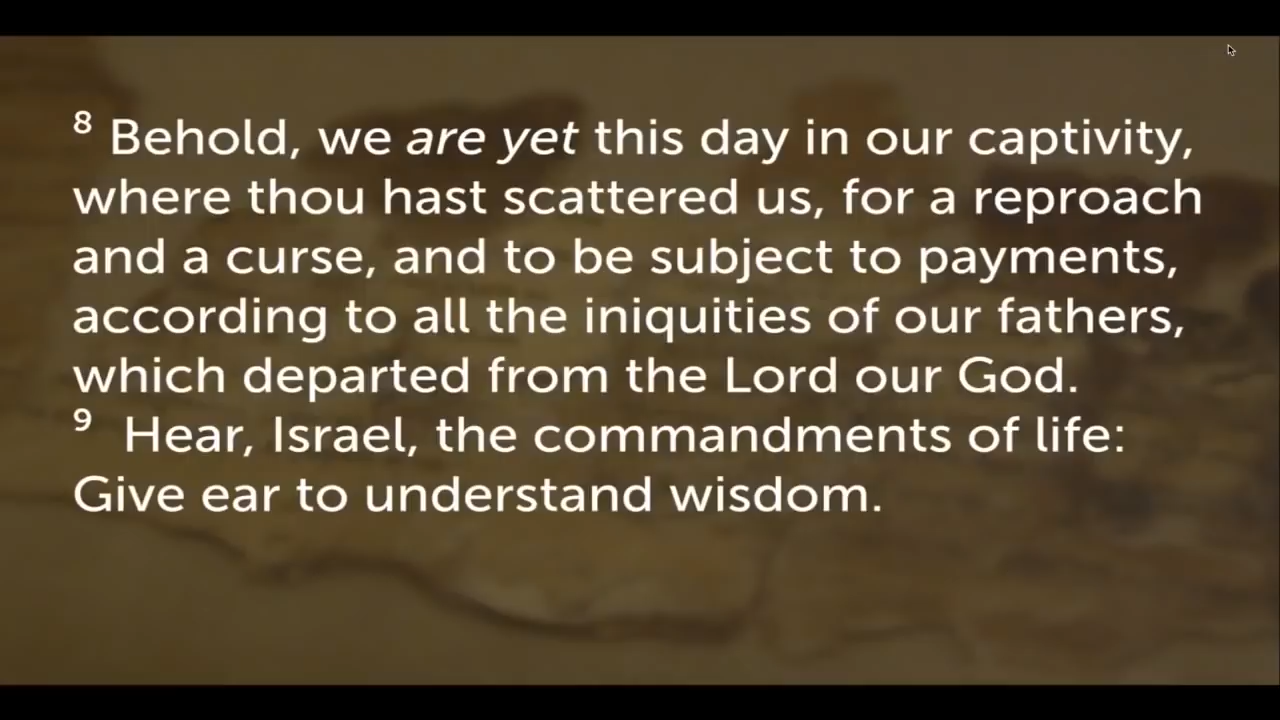 8 Behold, we are yet this day in our captivity,
where thou hast scattered us, for a reproach
and a curse, and to be subject to payments,
according to all the iniquities of our fathers,
which departed from the Lord our God.
9 Hear, Israel, the commandments of life:
Give ear to understand wisdom.